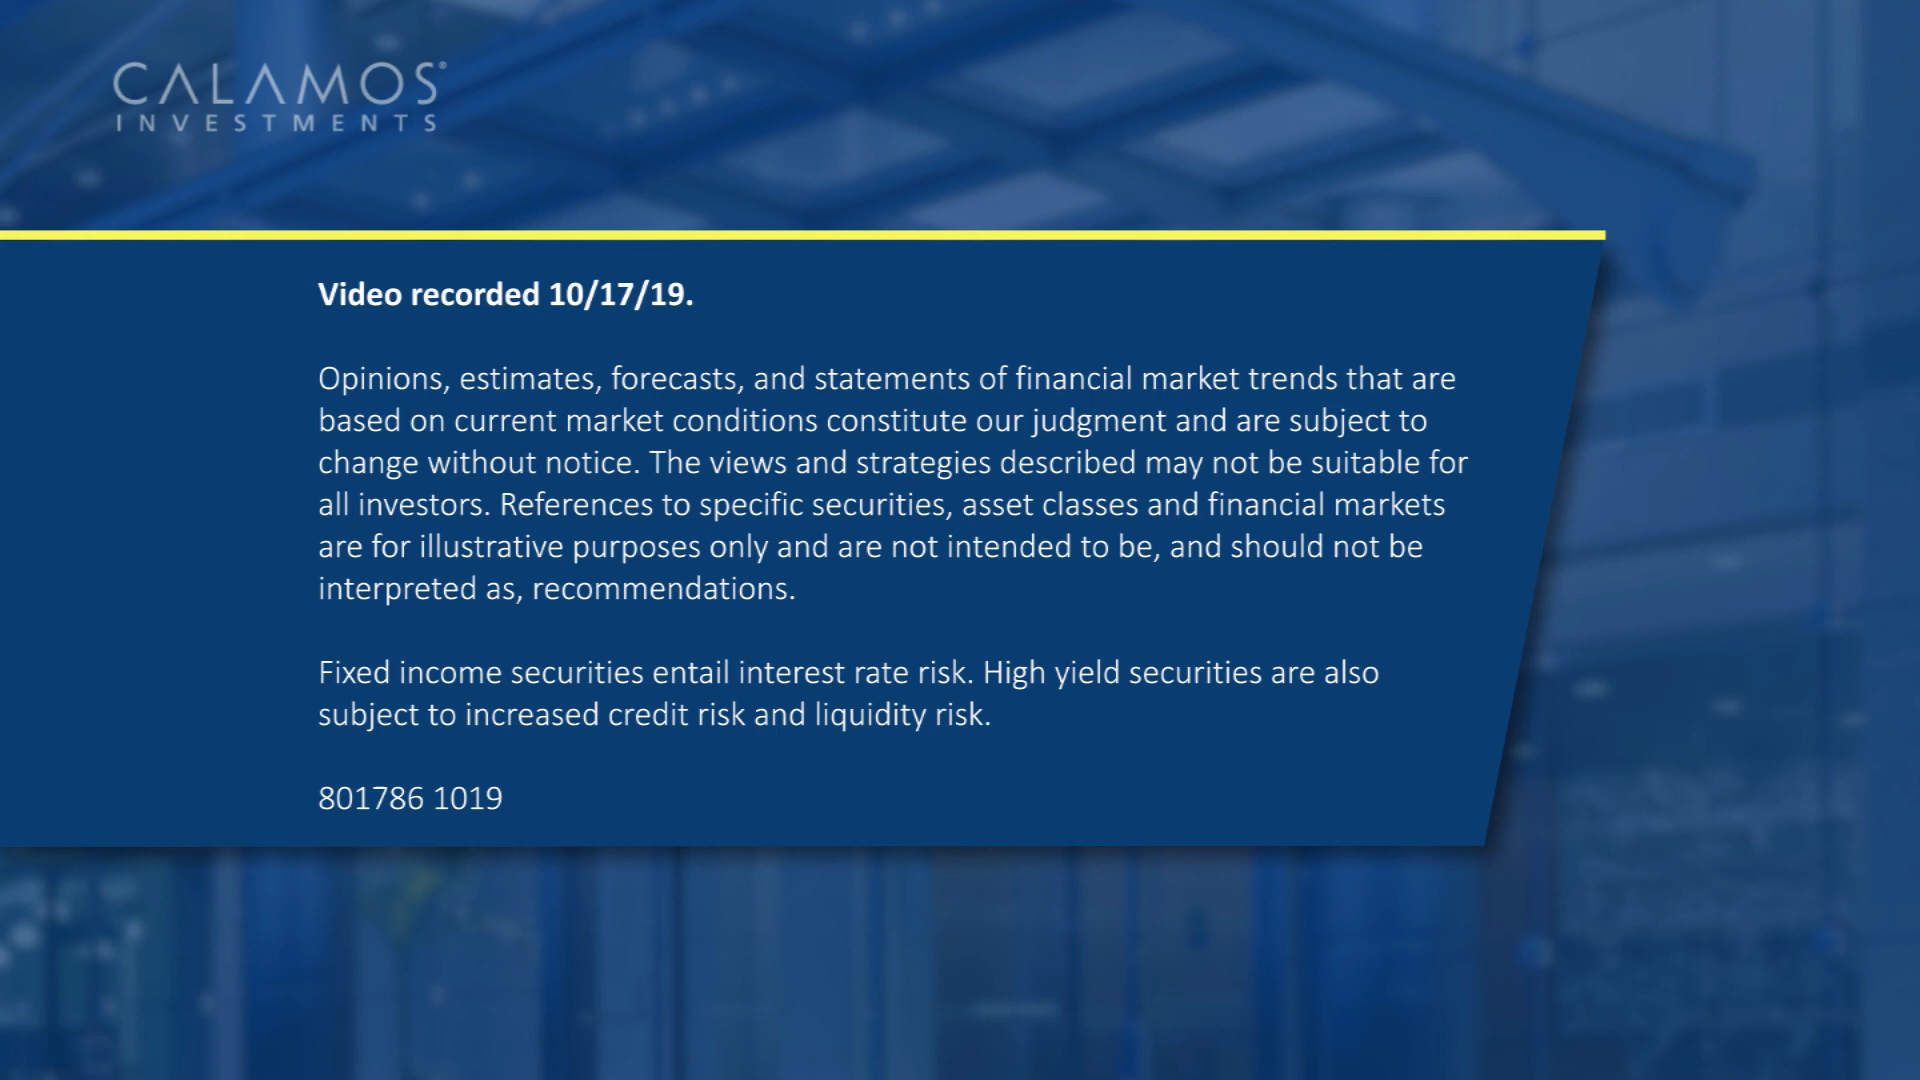 CALAMOS®
INVESTMENTS
Video recorded 10/17/19.
Opinions, estimates, forecasts, and statements of financial market trends that are
based on current market conditions constitute our judgment and are subject to
change without notice. The views and strategies described may not be suitable for
all investors. References to specific securities, asset classes and financial markets
are for illustrative purposes only and are not intended to be, and should not be
interpreted as, recommendations.
Fixed income securities entail interest rate risk. High yield securities are also
subject to increased credit risk and liquidity risk.
801786 1019